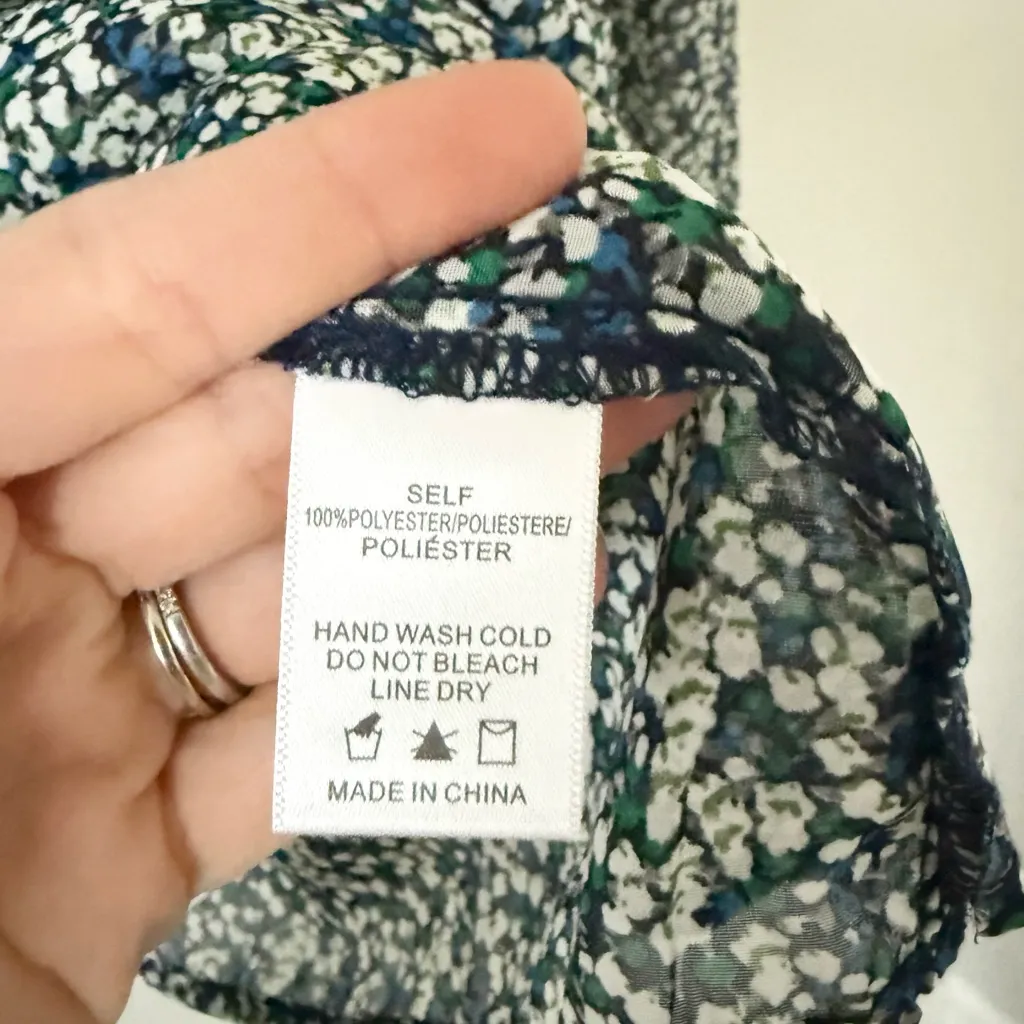 SELF
100%POLYESTER/POLIESTERE/
POLIÉSTER
HAND WASH COLD
DO NOT BLEACH
LINE DRY
MADE IN CHINA